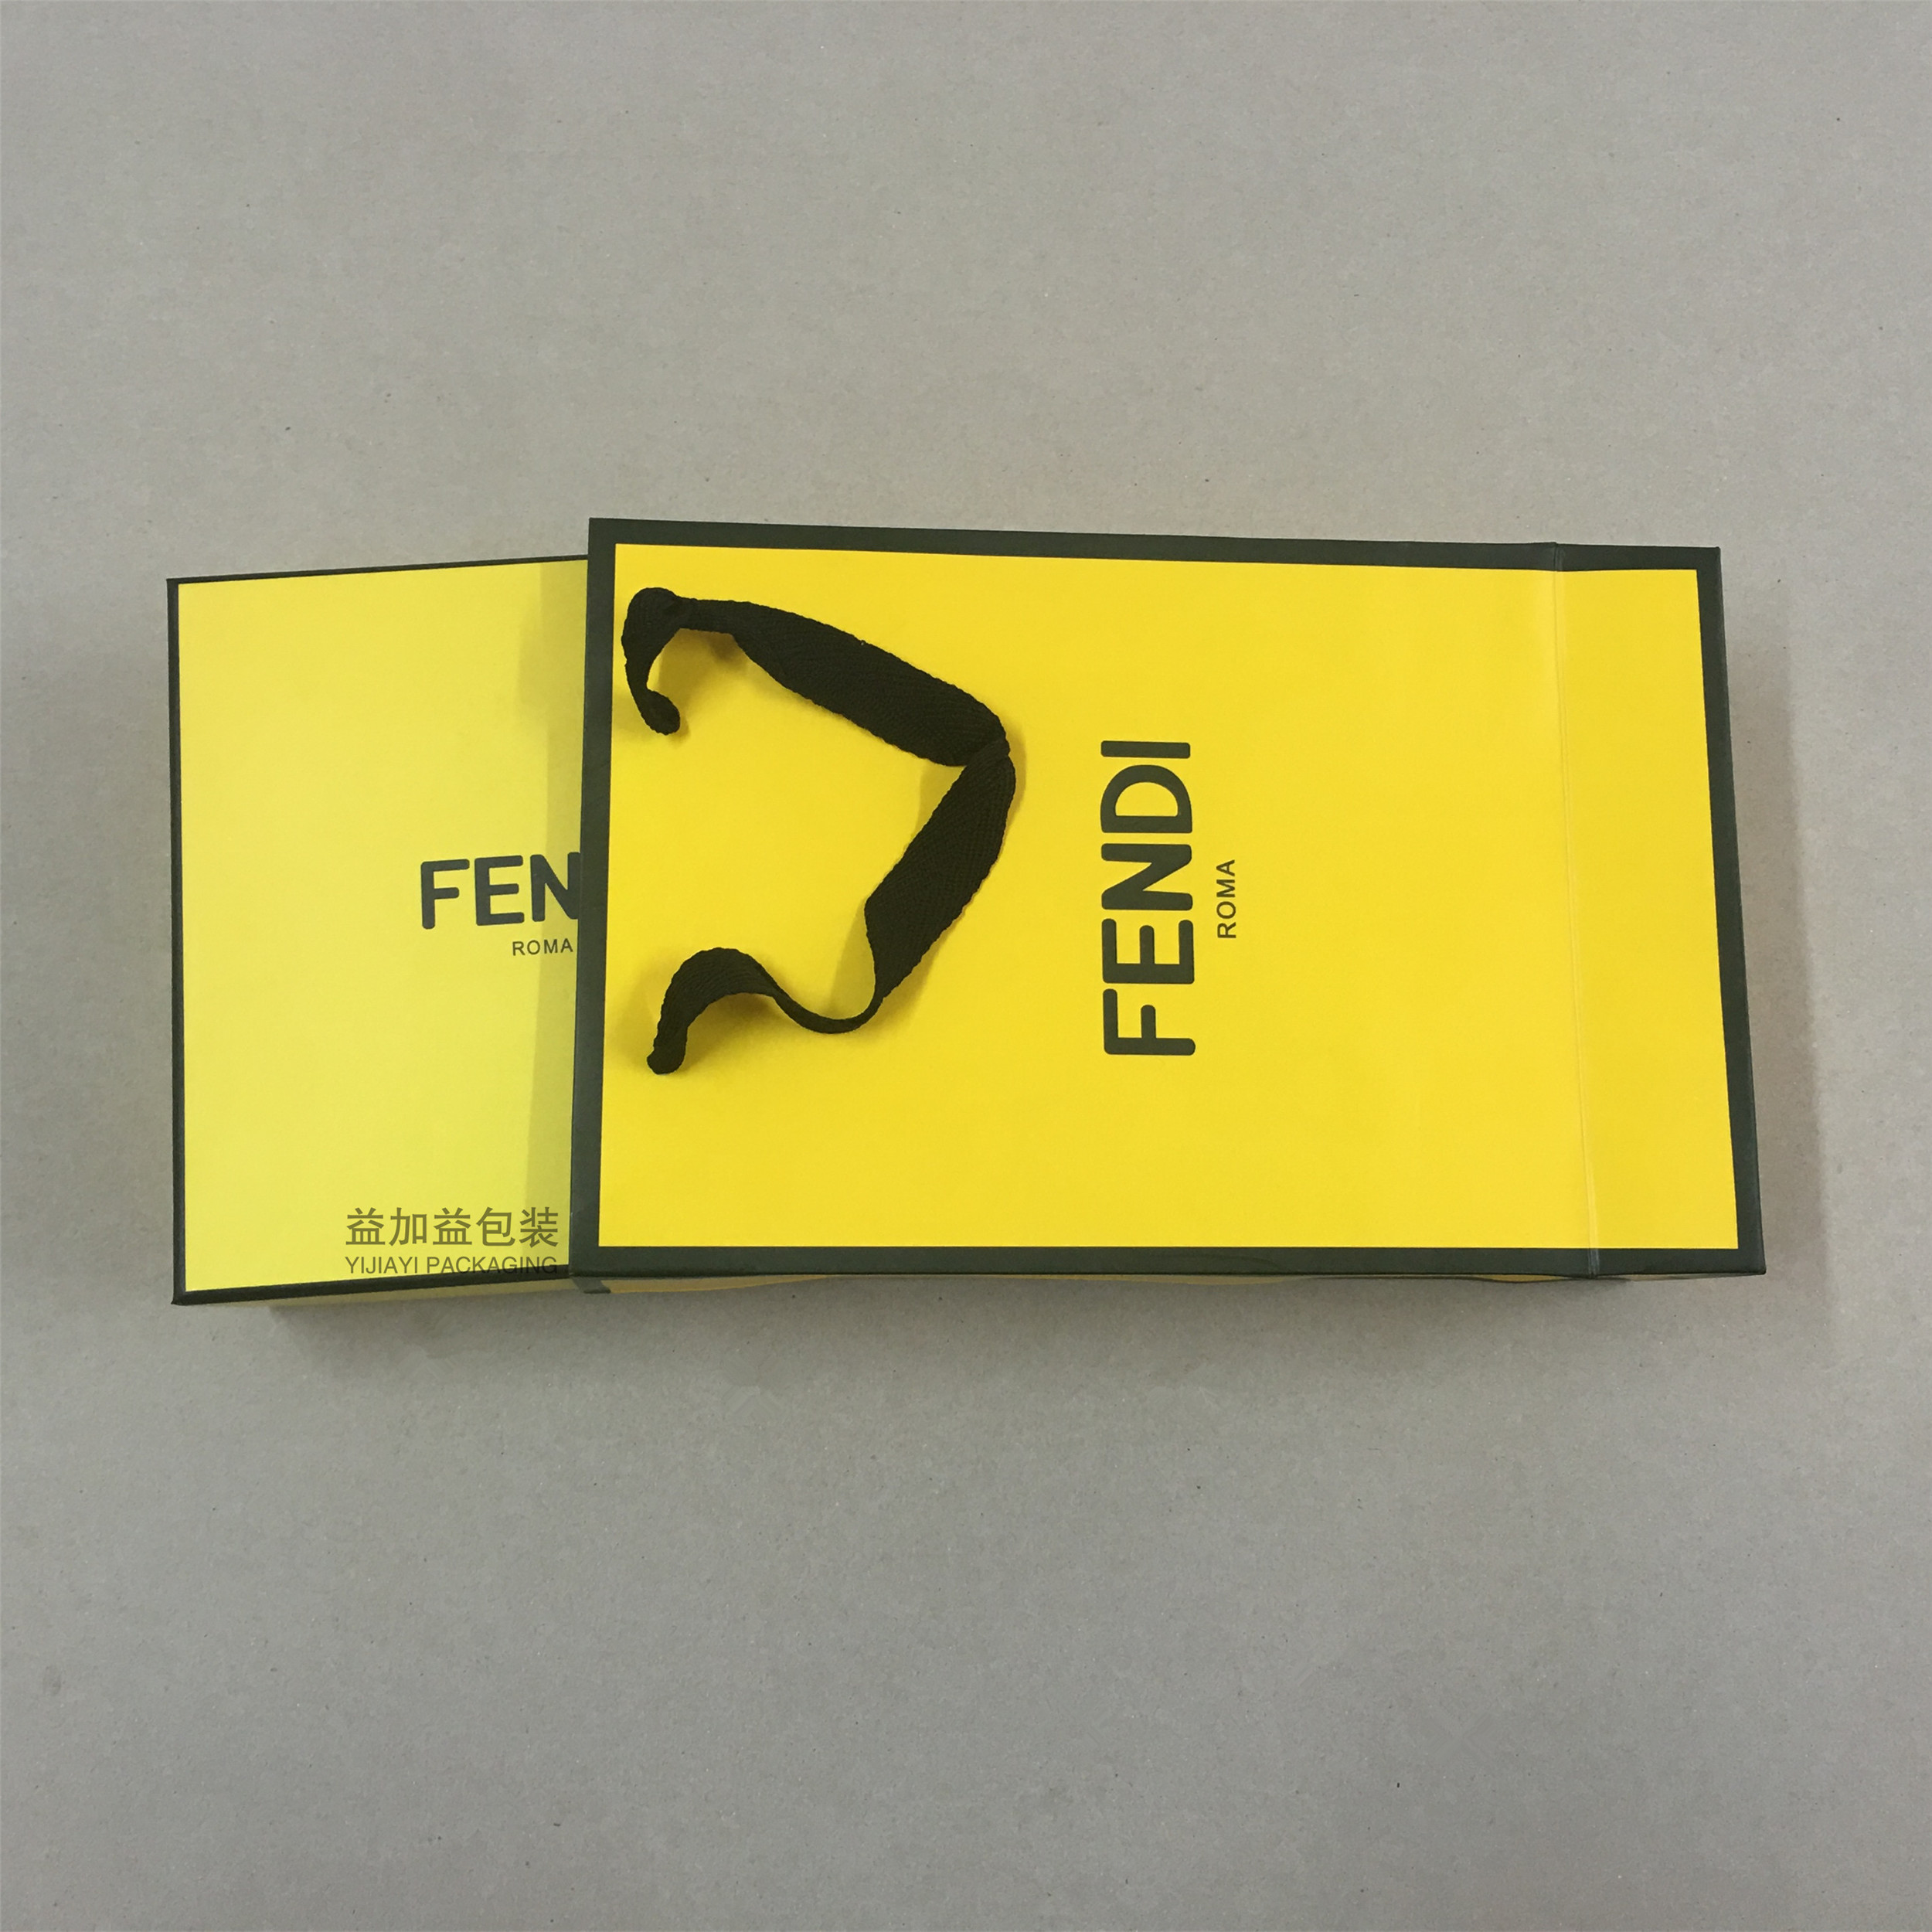 FEN
ROMA
FENDI
ROMA
益加益包装
YIJIAYI PACKAGING